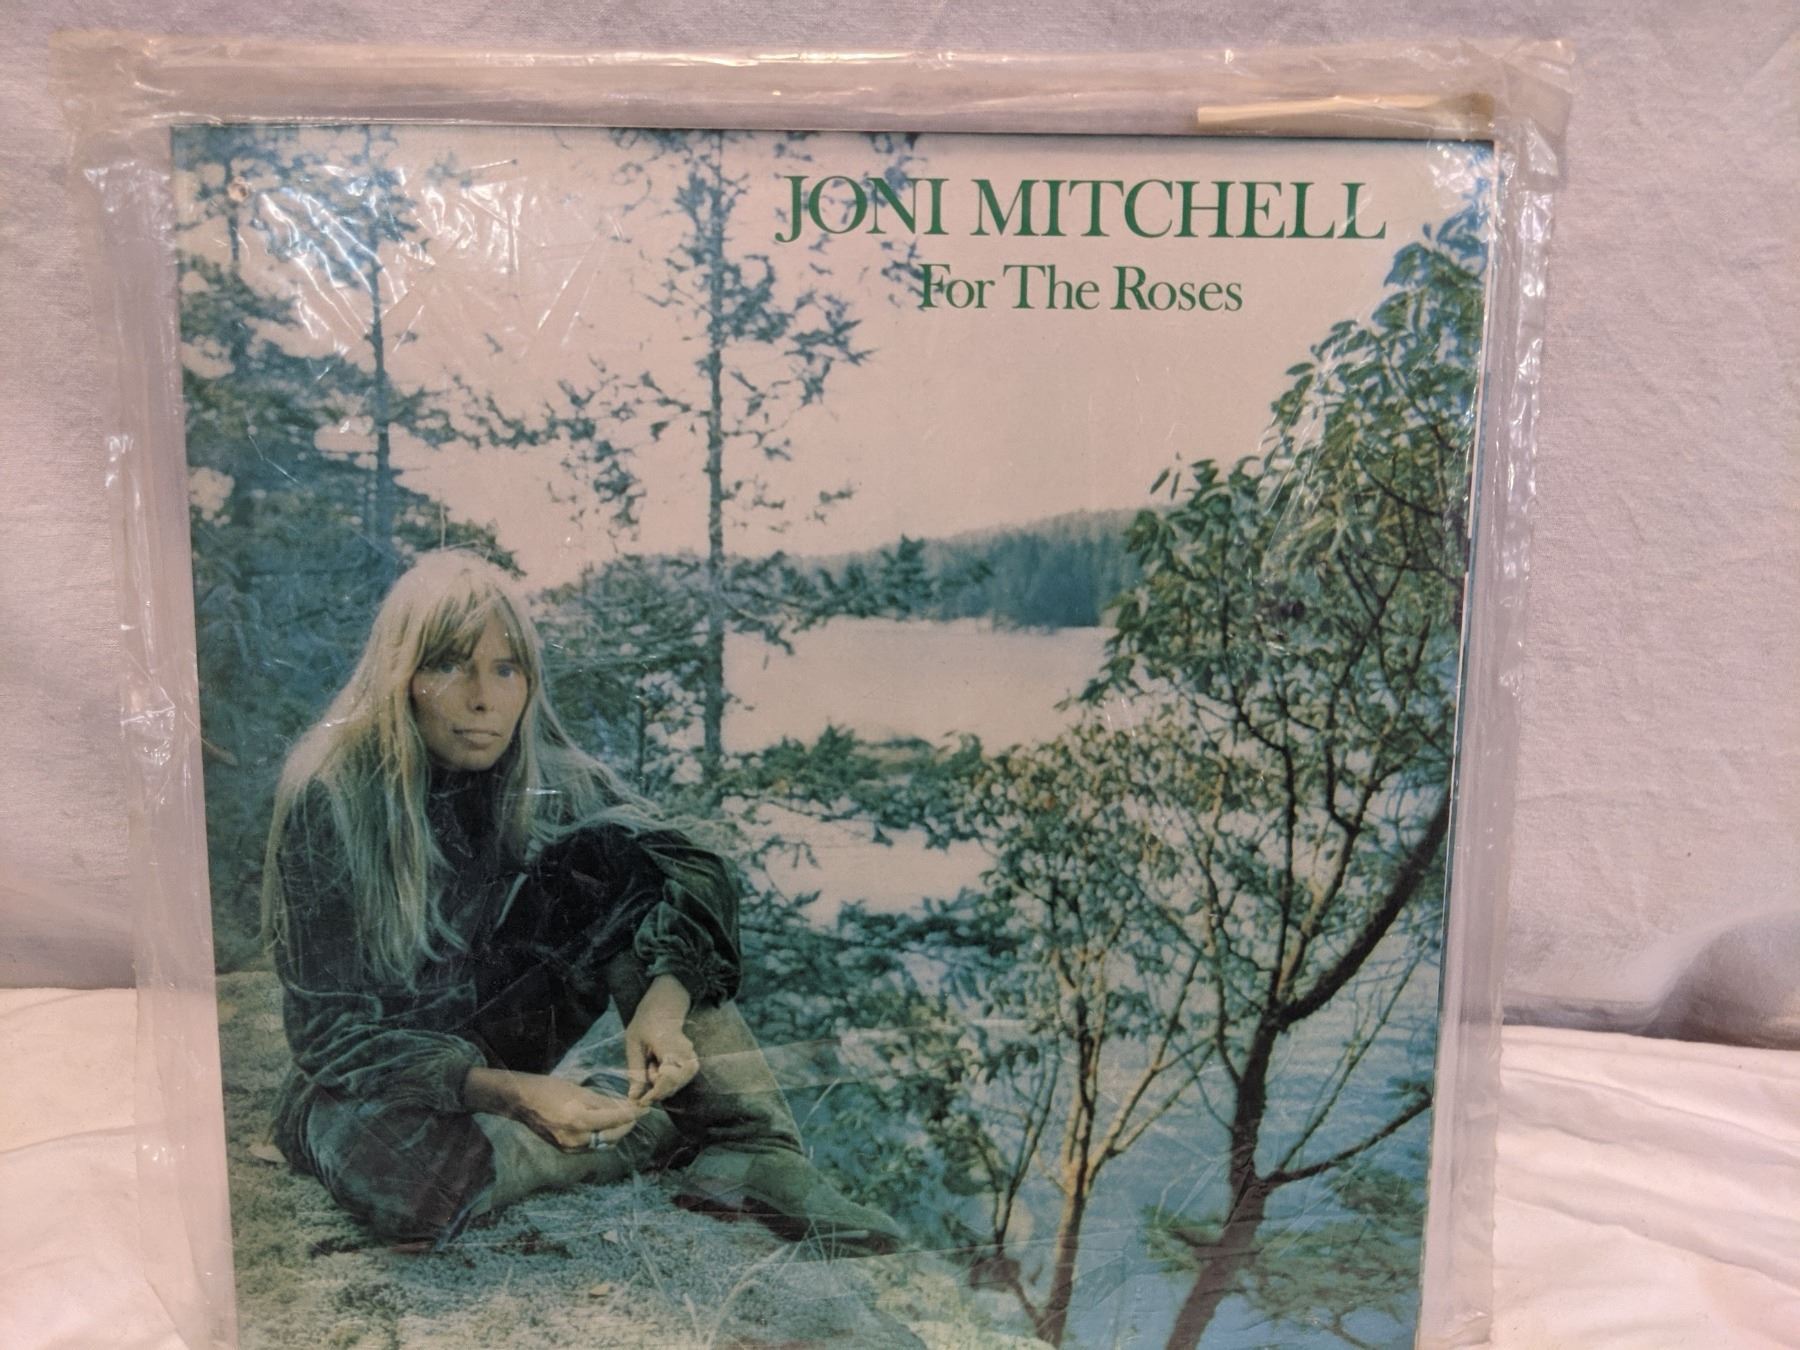 JONI MITCHELL
For The Roses